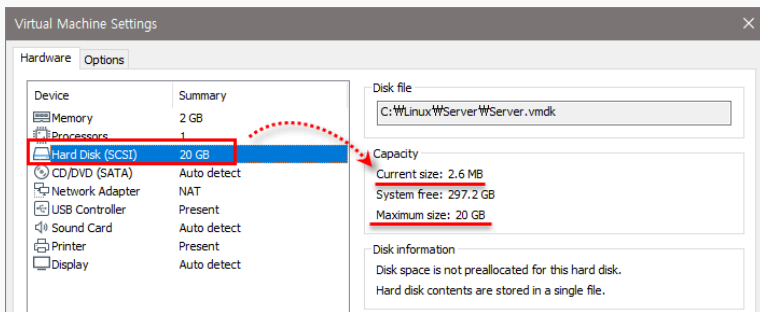 Virtual Machine Settings
Hardware Options
Device Summary
Memory 2 GB
Processors 1
Hard Disk (SCSI) 20 GB
CD/DVD (SATA) Auto detect
Network Adapter NAT
USB Controller Present
Sound Card Auto detect
Printer Present
Display Auto detect
Disk file
C:₩Linux₩Server₩Server.vmdk
Capacity
Current size: 2.6 MB
System free: 297.2 GB
Maximum size: 20 GB
Disk information
Disk space is not preallocated for this hard disk.
Hard disk contents are stored in a single file.